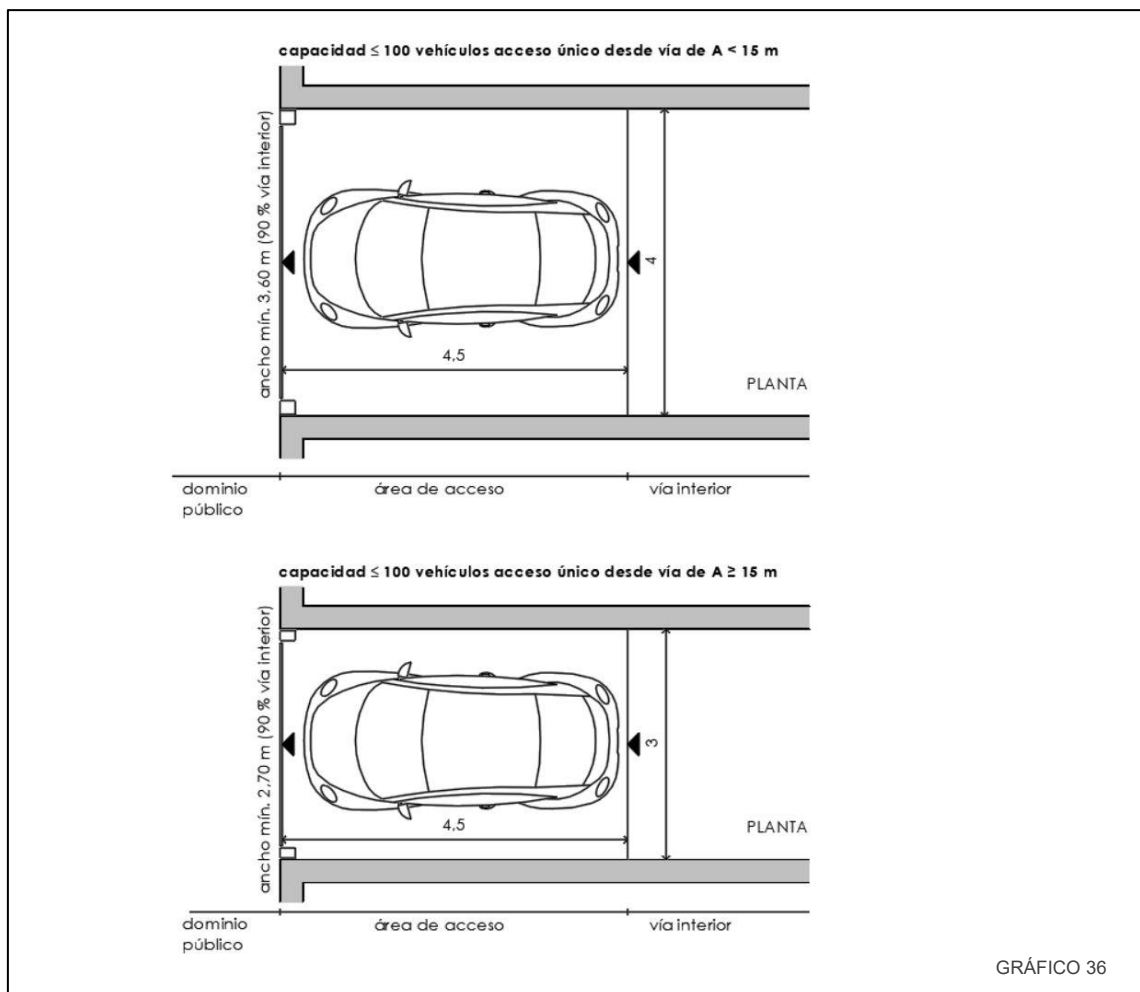 capacidad ≤ 100 vehículos acceso único desde vía de A < 15 m
ancho mín. 3,60 m (90 % vía interior)
4
4,5
PLANTA
dominio público
área de acceso
vía interior
capacidad ≤ 100 vehículos acceso único desde vía de A ≥ 15 m
ancho mín. 2,70 m (90 % vía interior)
3
4,5
PLANTA
dominio público
área de acceso
vía interior
GRÁFICO 36